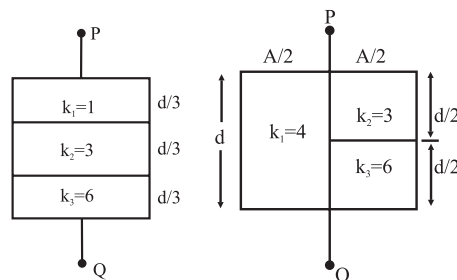 P
k₁=1 d/3
k₂=3 d/3
k₃=6 d/3
Q
P
A/2 A/2
d k₁=4 k₂=3 d/2
k₃=6 d/2
Q